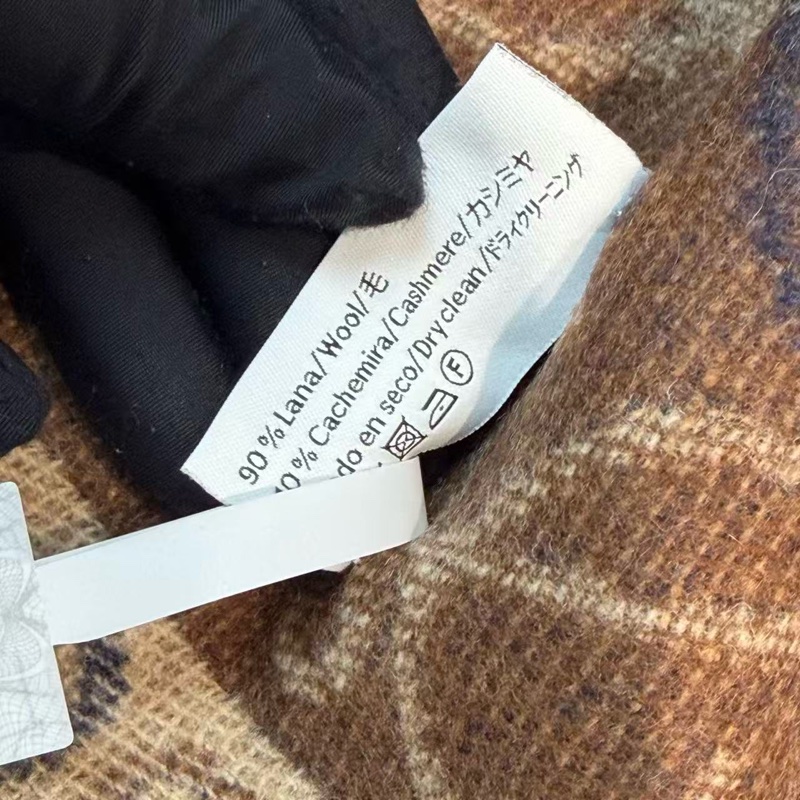 90 % Lana/Wool/毛
10 % Cachemira/Cashmere/カシミヤ
do en seco/Dry clean/ドライクリーニング
F